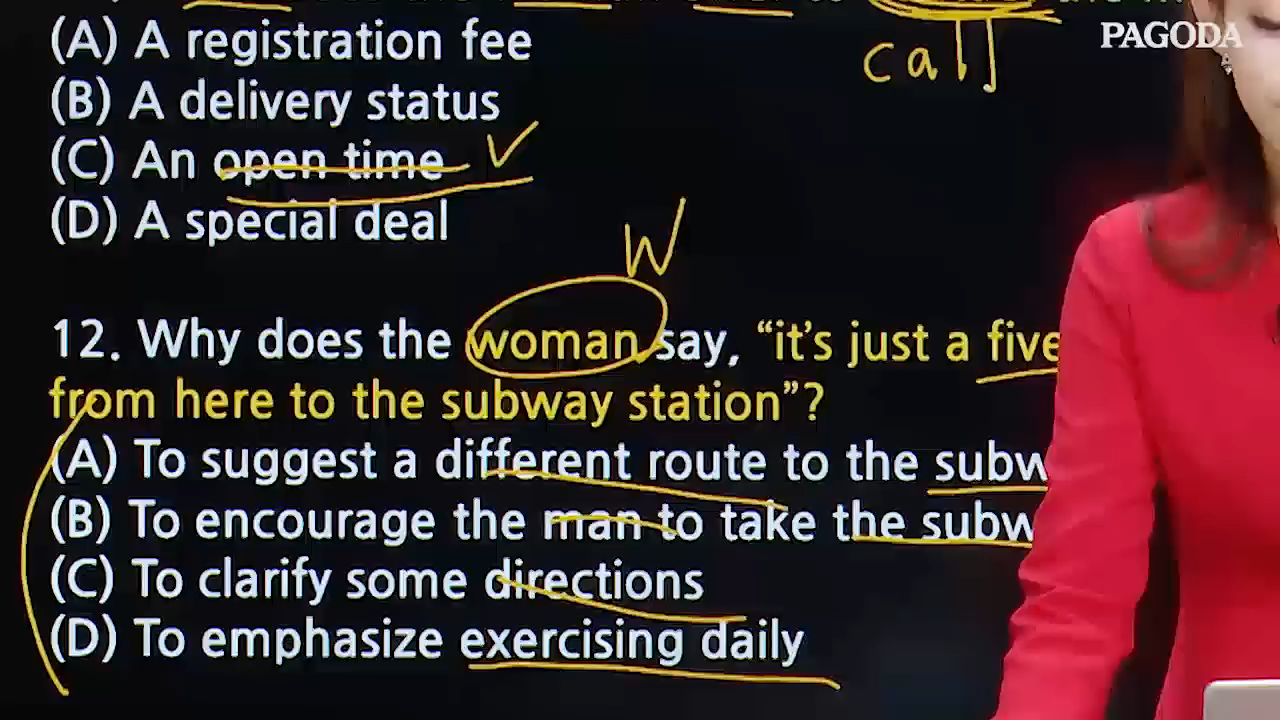 PAGODA
call
(A) A registration fee
(B) A delivery status
(C) An open time
(D) A special deal
W
12. Why does the woman say, “it’s just a five
from here to the subway station”?
(A) To suggest a different route to the subw
(B) To encourage the man to take the subw
(C) To clarify some directions
(D) To emphasize exercising daily